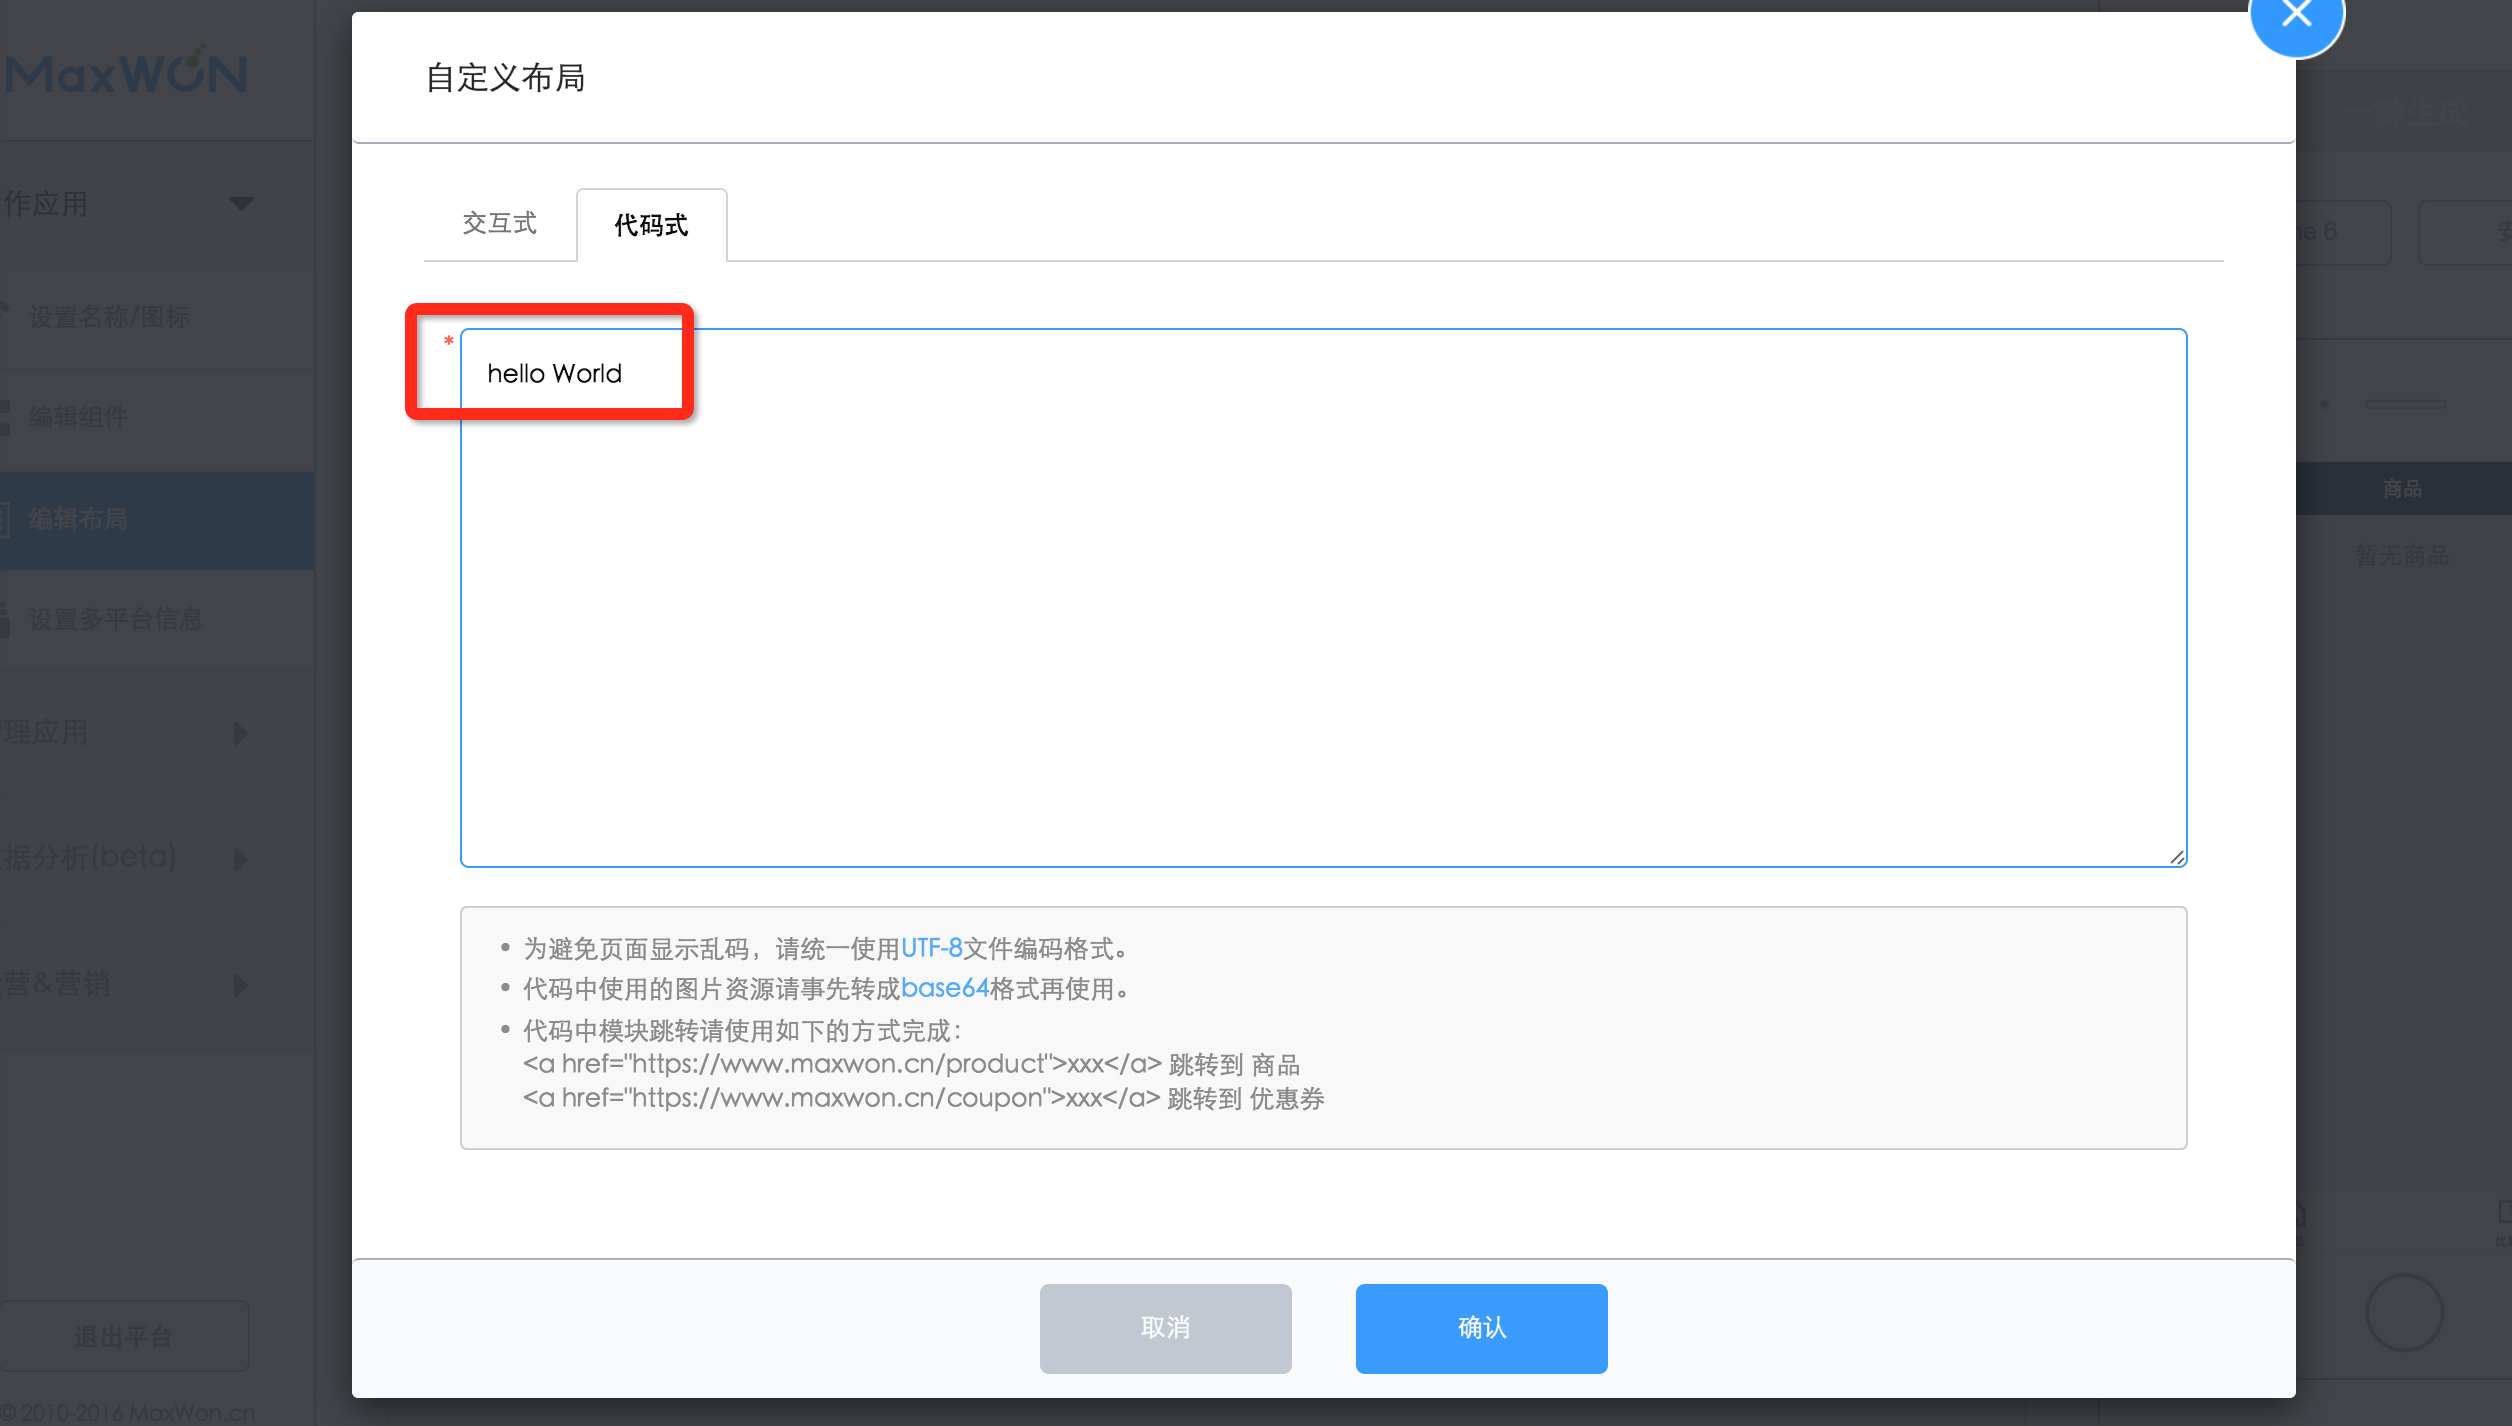 MaxWON
作应用
设置名称/图标
编辑组件
编辑布局
设置多平台信息
理应用
据分析(beta)
营&营销
退出平台
© 2010-2016 MaxWon.cn
自定义布局
交互式
代码式
*
hello World
为避免页面显示乱码，请统一使用UTF-8文件编码格式。
代码中使用的图片资源请事先转成base64格式再使用。
代码中模块跳转请使用如下的方式完成：
<a href="https://www.maxwon.cn/product">xxx</a> 跳转到 商品
<a href="https://www.maxwon.cn/coupon">xxx</a> 跳转到 优惠券
取消
确认
一键生成
ne 6
商品
暂无商品